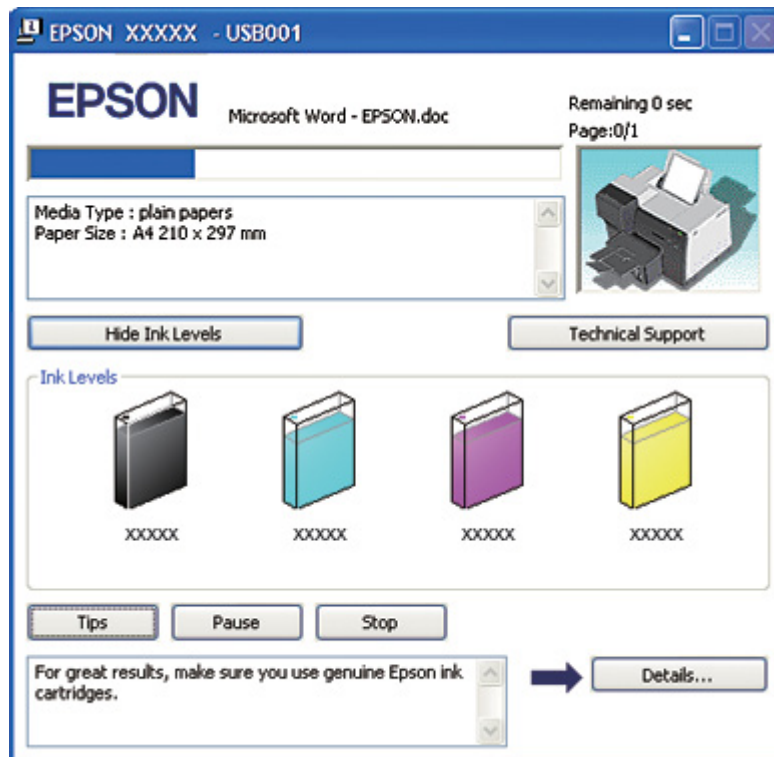 EPSON XXXXX - USB001
EPSON
Microsoft Word - EPSON.doc
Remaining 0 sec
Page:0/1
Media Type : plain papers
Paper Size : A4 210 x 297 mm
Hide Ink Levels
Technical Support
Ink Levels
XXXXX
XXXXX
XXXXX
XXXXX
Tips
Pause
Stop
For great results, make sure you use genuine Epson ink
cartridges.
Details...